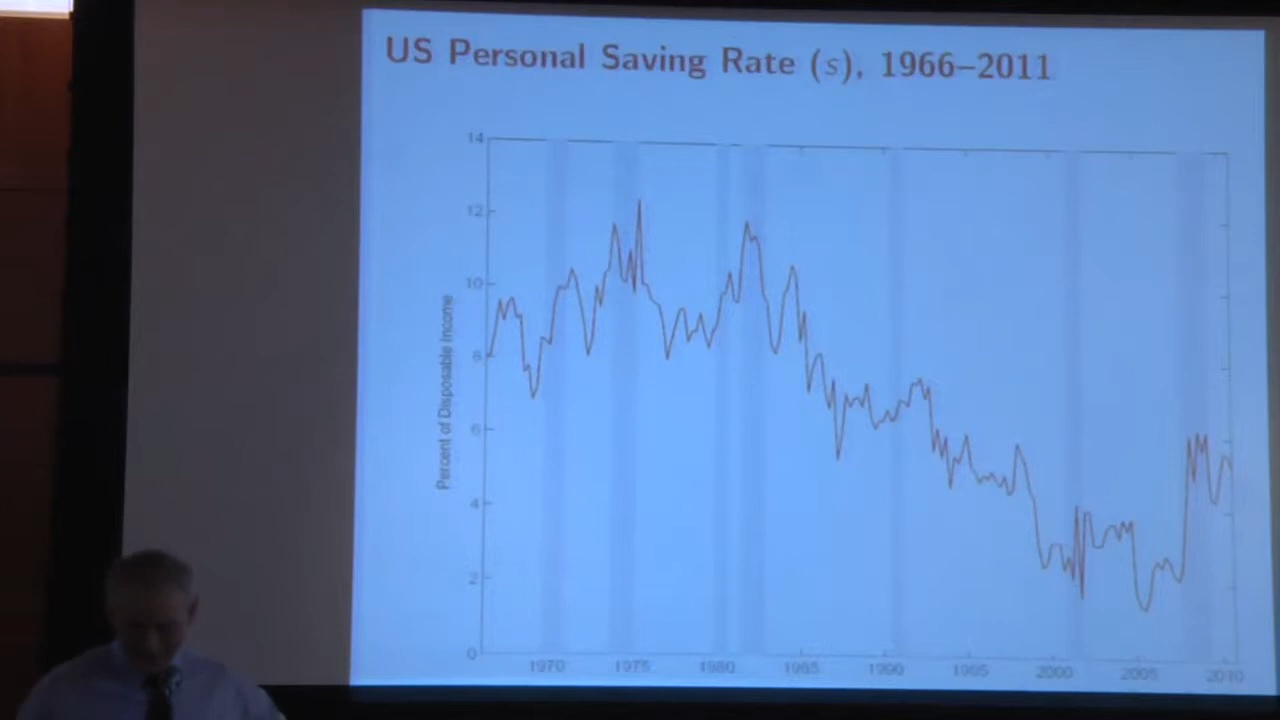 US Personal Saving Rate (s), 1966–2011
14
12
10
8
6
4
2
0
Percent of Disposable Income
1970 1975 1980 1985 1990 1995 2000 2005 2010